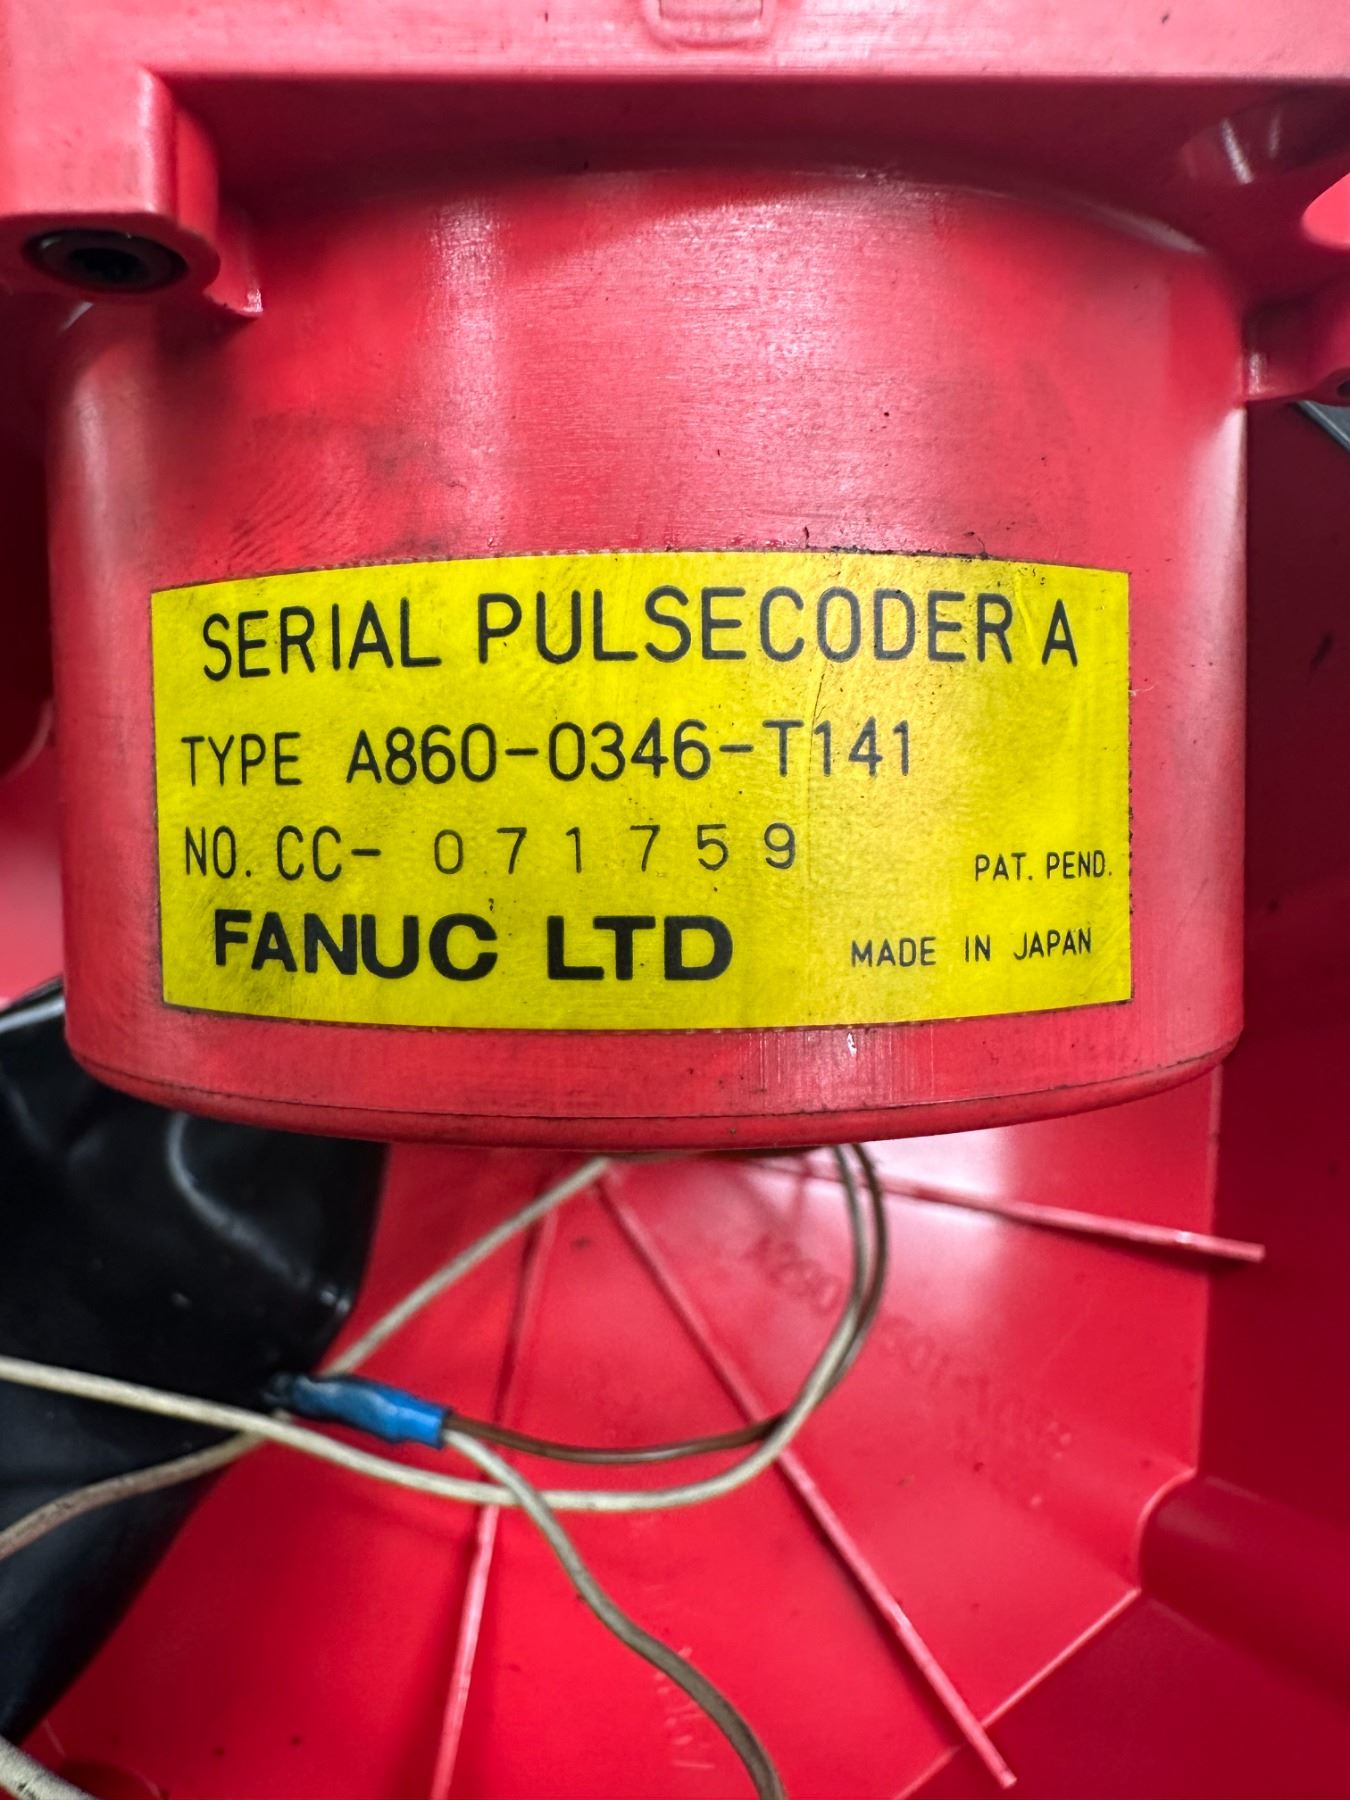 SERIAL PULSECODER A
TYPE A860-0346-T141
NO. CC- 071759
PAT. PEND.
FANUC LTD
MADE IN JAPAN